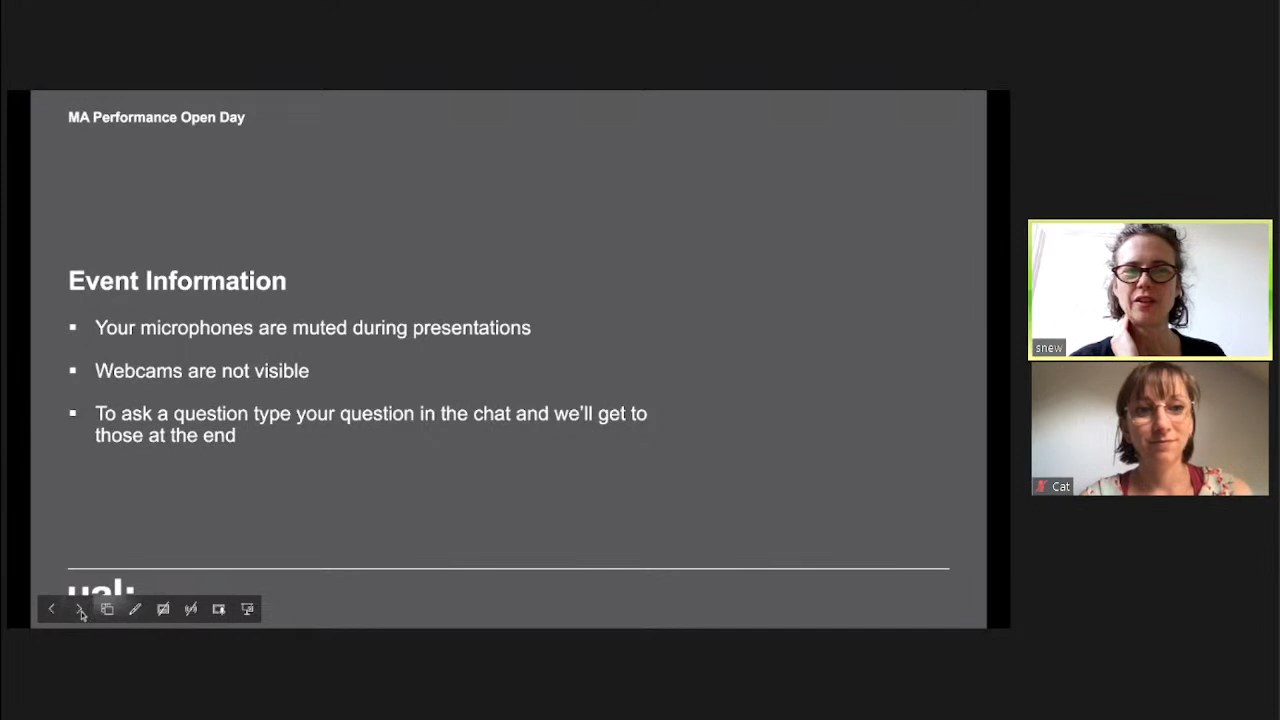 MA Performance Open Day
Event Information
▪ Your microphones are muted during presentations
▪ Webcams are not visible
▪ To ask a question type your question in the chat and we'll get to
those at the end
ual:
snew
Cat